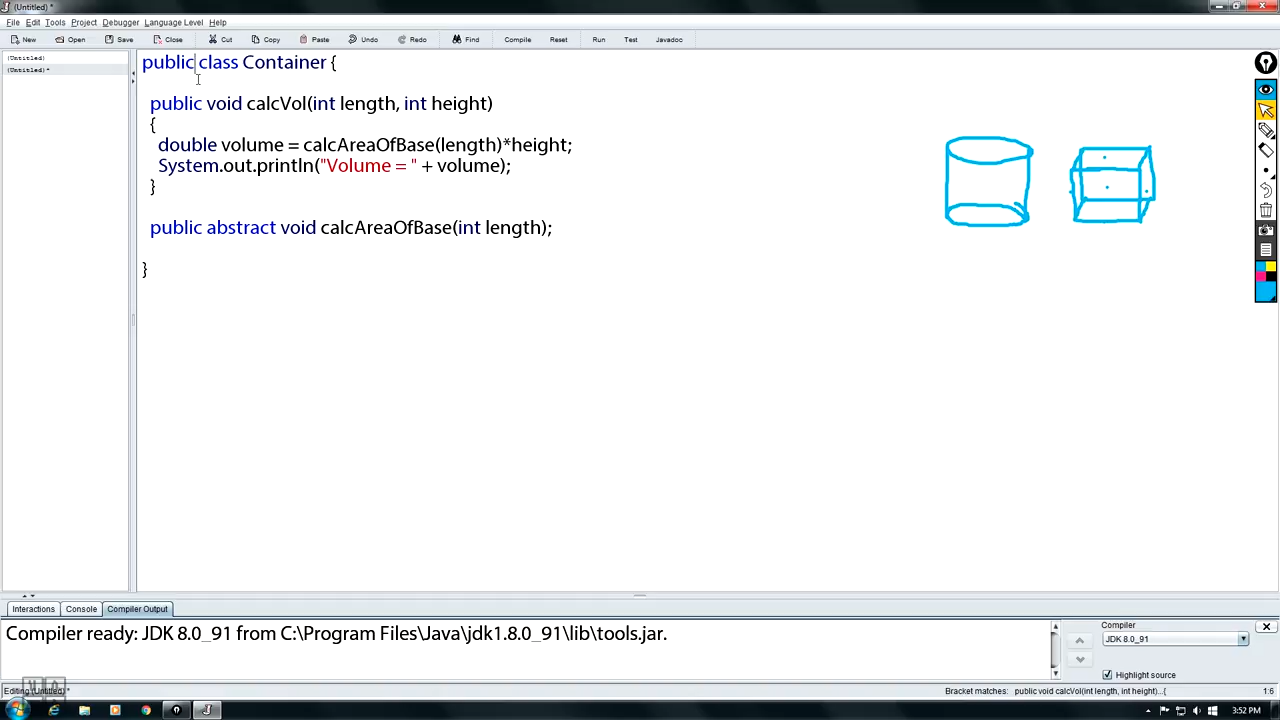 (Untitled) *
File Edit Tools Project Debugger Language Level Help
New Open Save Close Cut Copy Paste Undo Redo Find Compile Reset Run Test Javadoc
(Untitled)
(Untitled) *
public class Container {
public void calcVol(int length, int height)
{
double volume = calcAreaOfBase(length)*height;
System.out.println("Volume = " + volume);
}
public abstract void calcAreaOfBase(int length);
}
Interactions Console Compiler Output
Compiler ready: JDK 8.0_91 from C:\Program Files\Java\jdk1.8.0_91\lib\tools.jar.
Compiler
JDK 8.0_91
Highlight source
Editing (Untitled) *
Bracket matches: public void calcVol(int length, int height)...{
1:6
3:52 PM